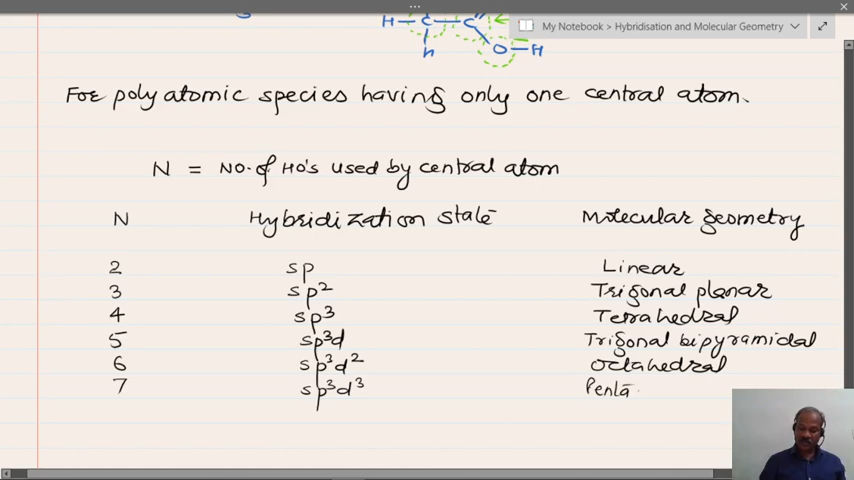 H–C–C
O–H
h
My Notebook > Hybridisation and Molecular Geometry
For polyatomic species having only one central atom.
N = NO. of HO's used by central atom
N Hybridization state Molecular geometry
2 sp Linear
3 sp² Trigonal planar
4 sp³ Tetrahedral
5 sp³d Trigonal bipyramidal
6 sp³d² octahedral
7 sp³d³ Penta